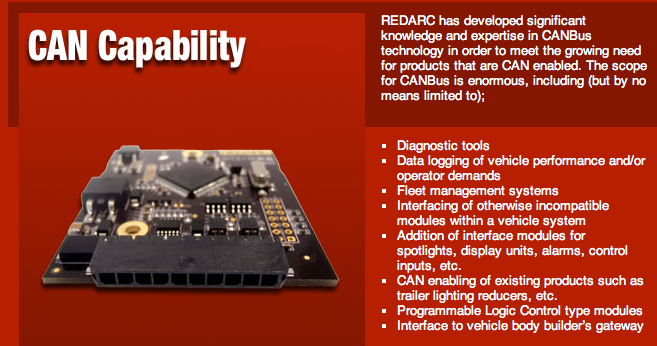 CAN Capability
REDARC has developed significant
knowledge and expertise in CANBus
technology in order to meet the growing need
for products that are CAN enabled. The scope
for CANBus is enormous, including (but by no
means limited to);
▪ Diagnostic tools
▪ Data logging of vehicle performance and/or
operator demands
▪ Fleet management systems
▪ Interfacing of otherwise incompatible
modules within a vehicle system
▪ Addition of interface modules for
spotlights, display units, alarms, control
inputs, etc.
▪ CAN enabling of existing products such as
trailer lighting reducers, etc.
▪ Programmable Logic Control type modules
▪ Interface to vehicle body builder's gateway